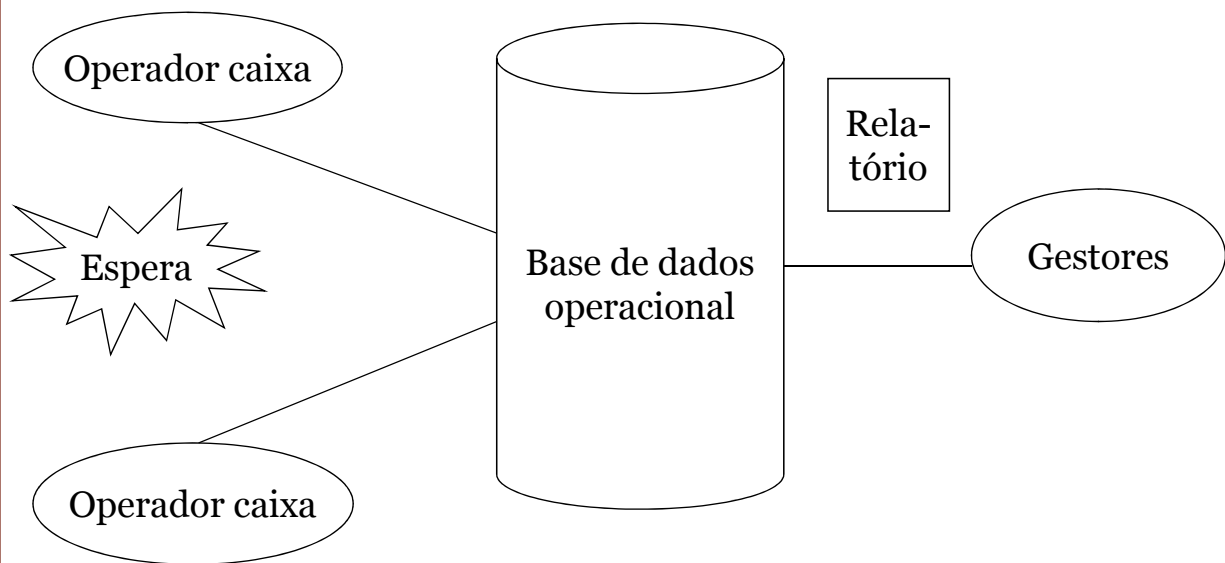 Operador caixa
Espera
Operador caixa
Base de dados
operacional
Rela-
tório
Gestores